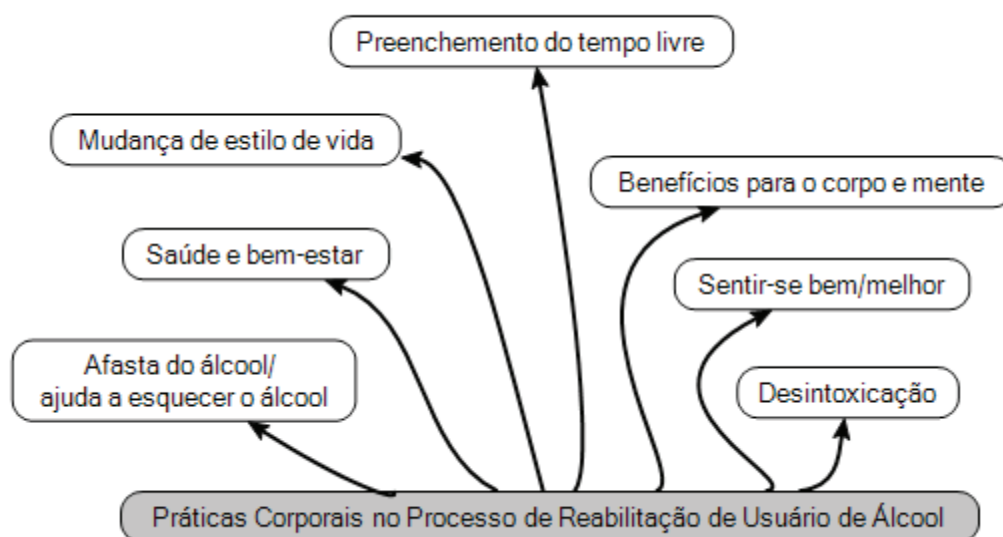 Preenchemento do tempo livre
Mudança de estilo de vida
Benefícios para o corpo e mente
Saúde e bem-estar
Sentir-se bem/melhor
Afasta do álcool/
ajuda a esquecer o álcool
Desintoxicação
Práticas Corporais no Processo de Reabilitação de Usuário de Álcool